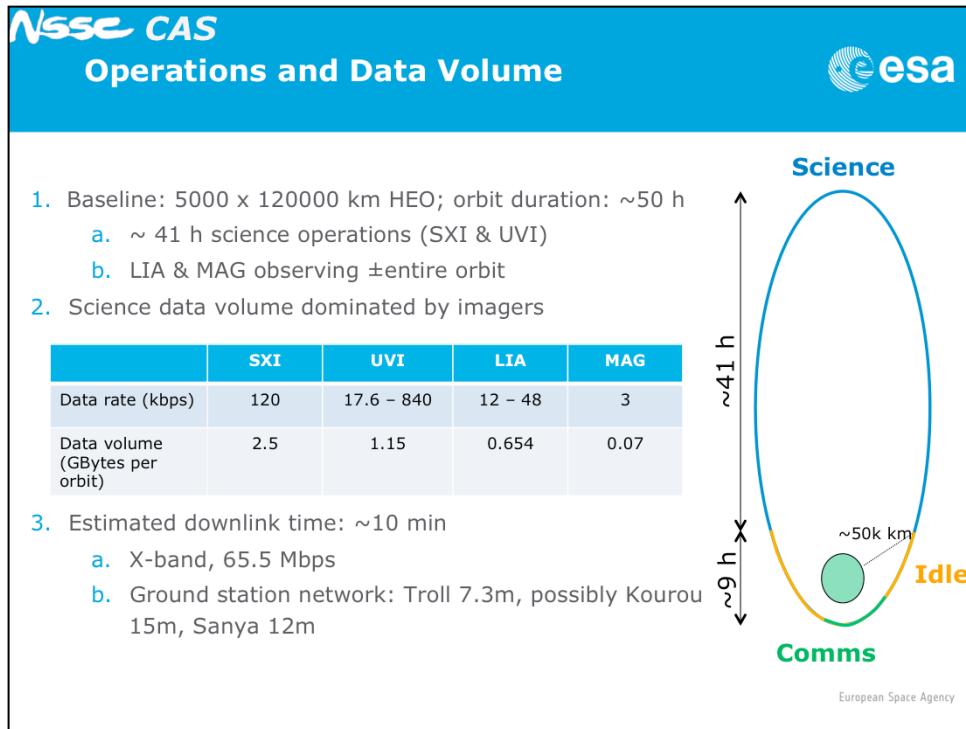 NSSC CAS
Operations and Data Volume
esa
1. Baseline: 5000 x 120000 km HEO; orbit duration: ~50 h
a. ~ 41 h science operations (SXI & UVI)
b. LIA & MAG observing ±entire orbit
2. Science data volume dominated by imagers
SXI UVI LIA MAG
Data rate (kbps) 120 17.6 – 840 12 – 48 3
Data volume
(GBytes per
orbit) 2.5 1.15 0.654 0.07
3. Estimated downlink time: ~10 min
a. X-band, 65.5 Mbps
b. Ground station network: Troll 7.3m, possibly Kourou
15m, Sanya 12m
Science
~41 h
~50k km
~9 h
Idle
Comms
European Space Agency